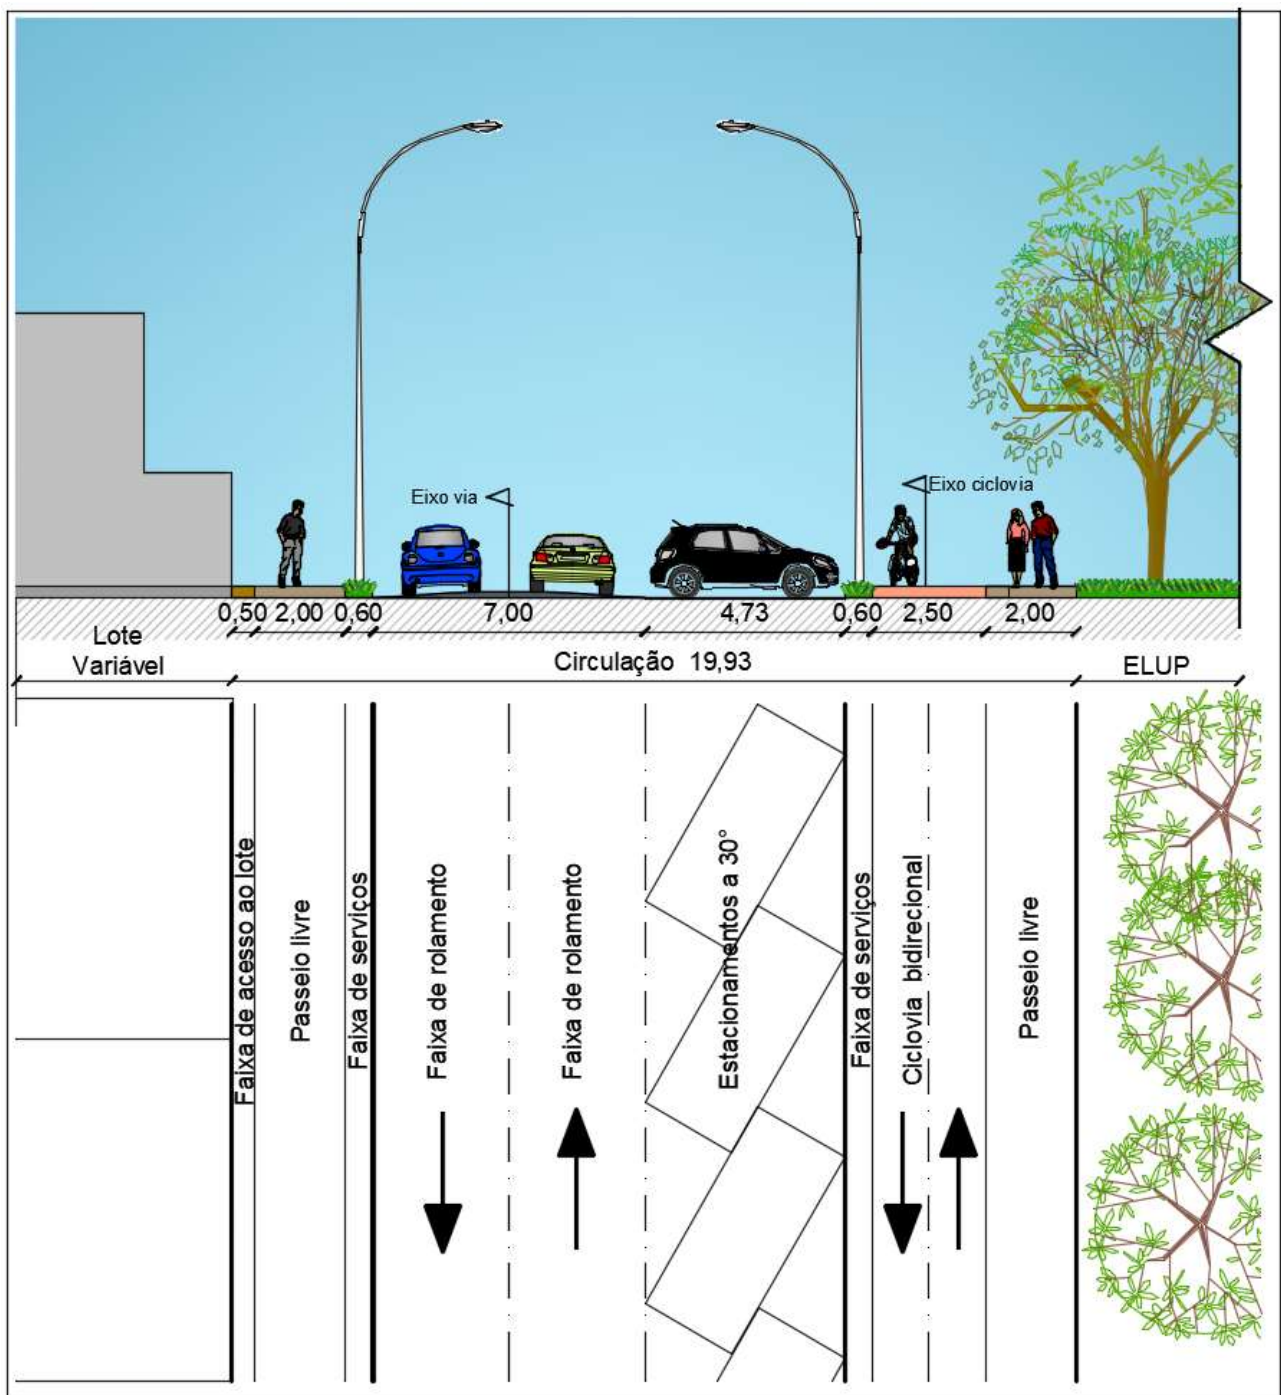 Eixo via
Eixo ciclovia
0,50 2,00 0,60 7,00 4,73 0,60 2,50 2,00
Lote
Variável
Circulação 19,93
ELUP
Faixa de acesso ao lote
Passeio livre
Faixa de serviços
Faixa de rolamento
Faixa de rolamento
Estacionamentos a 30°
Faixa de serviços
Ciclovia bidirecional
Passeio livre